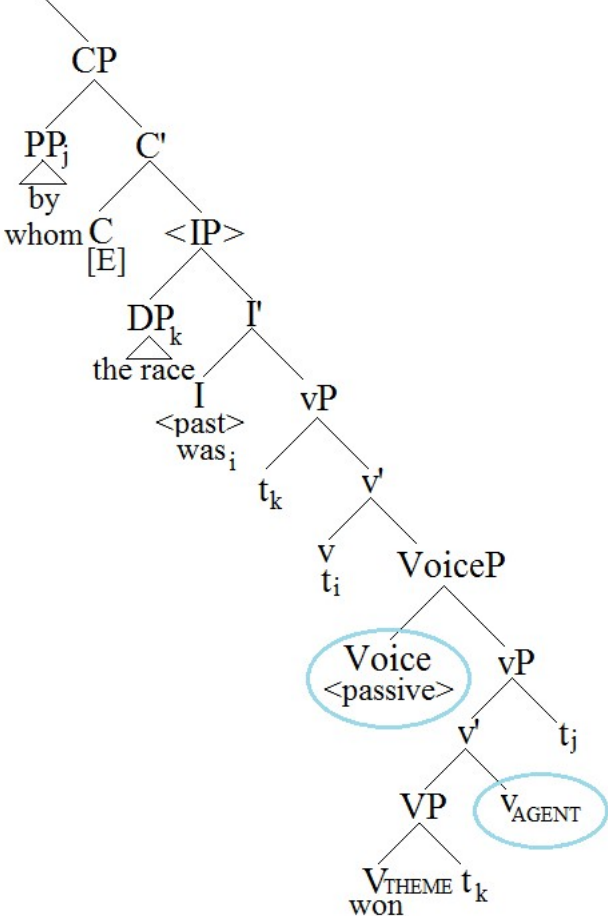 CP
PPj C'
by
whom C <IP>
[E]
DPk I'
the race
I vP
<past>
wasi
tk v'
v VoiceP
ti
Voice vP
<passive>
v' tj
VP vAGENT
VTHEME tk
won